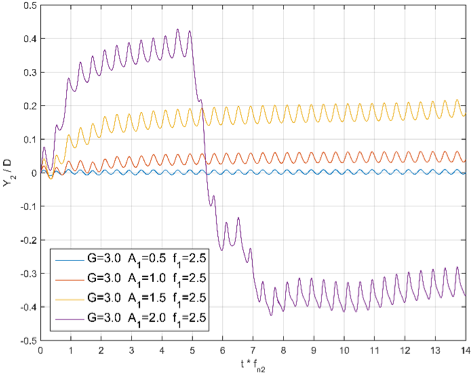 0.5
0.4
0.3
0.2
0.1
0
-0.1
-0.2
-0.3
-0.4
-0.5
Y2 / D
G=3.0 A1=0.5 f1=2.5
G=3.0 A1=1.0 f1=2.5
G=3.0 A1=1.5 f1=2.5
G=3.0 A1=2.0 f1=2.5
0 1 2 3 4 5 6 7 8 9 10 11 12 13 14
t * fn2